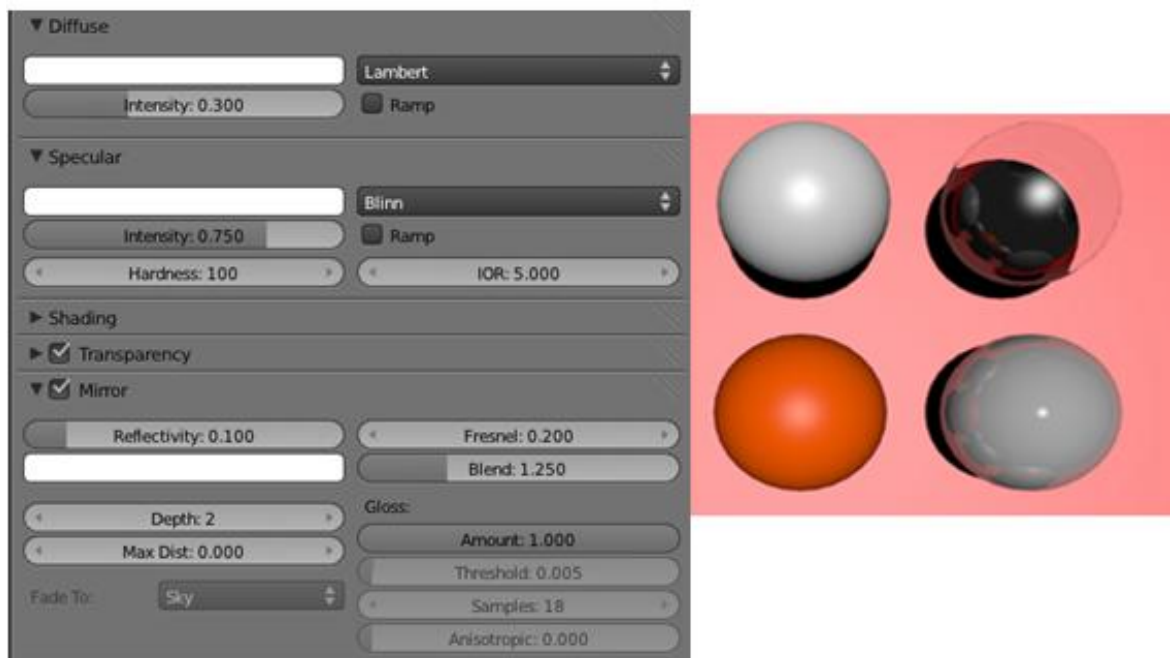 Diffuse
Lambert
Intensity: 0.300
Ramp
Specular
Blinn
Intensity: 0.750
Ramp
Hardness: 100
IOR: 5.000
Shading
Transparency
Mirror
Reflectivity: 0.100
Fresnel: 0.200
Blend: 1.250
Gloss:
Depth: 2
Amount: 1.000
Max Dist: 0.000
Threshold: 0.005
Fade To:
Sky
Samples: 18
Anisotropic: 0.000